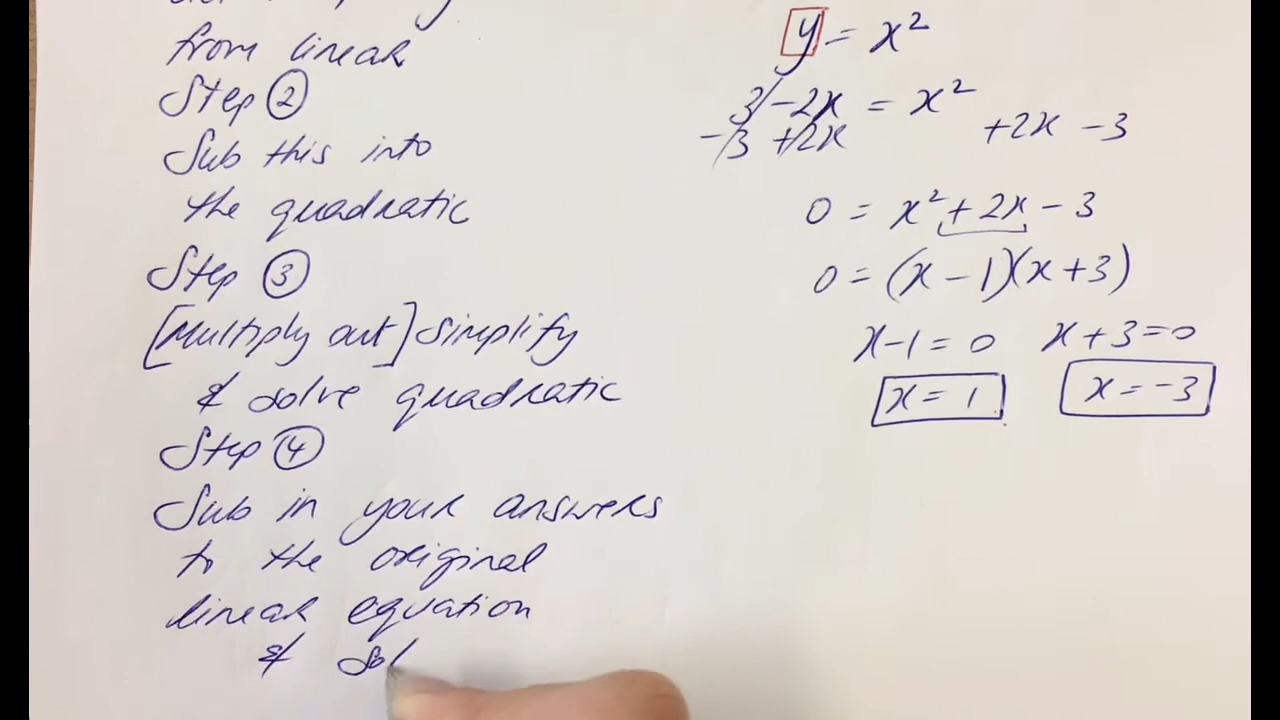 from linear
Step ②
Sub this into
the quadratic
Step ③
[Multiply out] simplify
& solve quadratic
Step ④
Sub in your answers
to the original
linear equation
& sol
y = x²
3 - 2x = x²
-3 +2x +2x - 3
0 = x² + 2x - 3
0 = (x - 1)(x + 3)
x - 1 = 0 x + 3 = 0
x = 1 x = -3